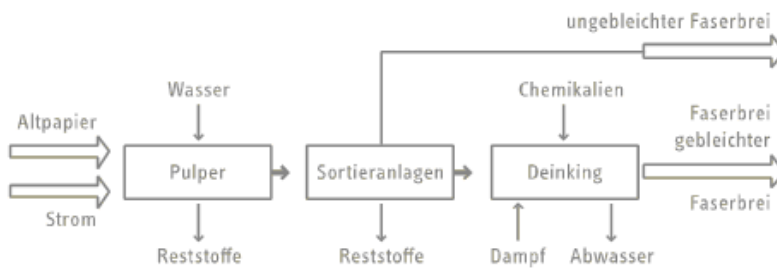 ungebleichter Faserbrei
Wasser
Chemikalien
Altpapier
Faserbrei
gebleichter
Pulper
Sortieranlagen
Deinking
Strom
Faserbrei
Reststoffe
Reststoffe
Dampf
Abwasser